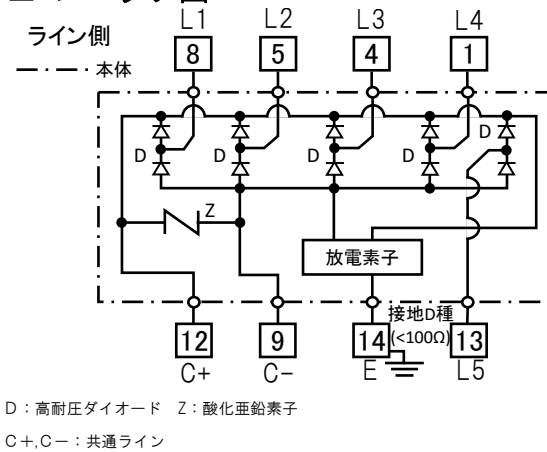 L1 L2 L3 L4
ライン側 8 5 4 1
本体
D D D D D
Z
放電素子
接地D種
12 9 14 (<100Ω) 13
C+ C- E L5
D：高耐圧ダイオード Z：酸化亜鉛素子
C+,C－：共通ライン